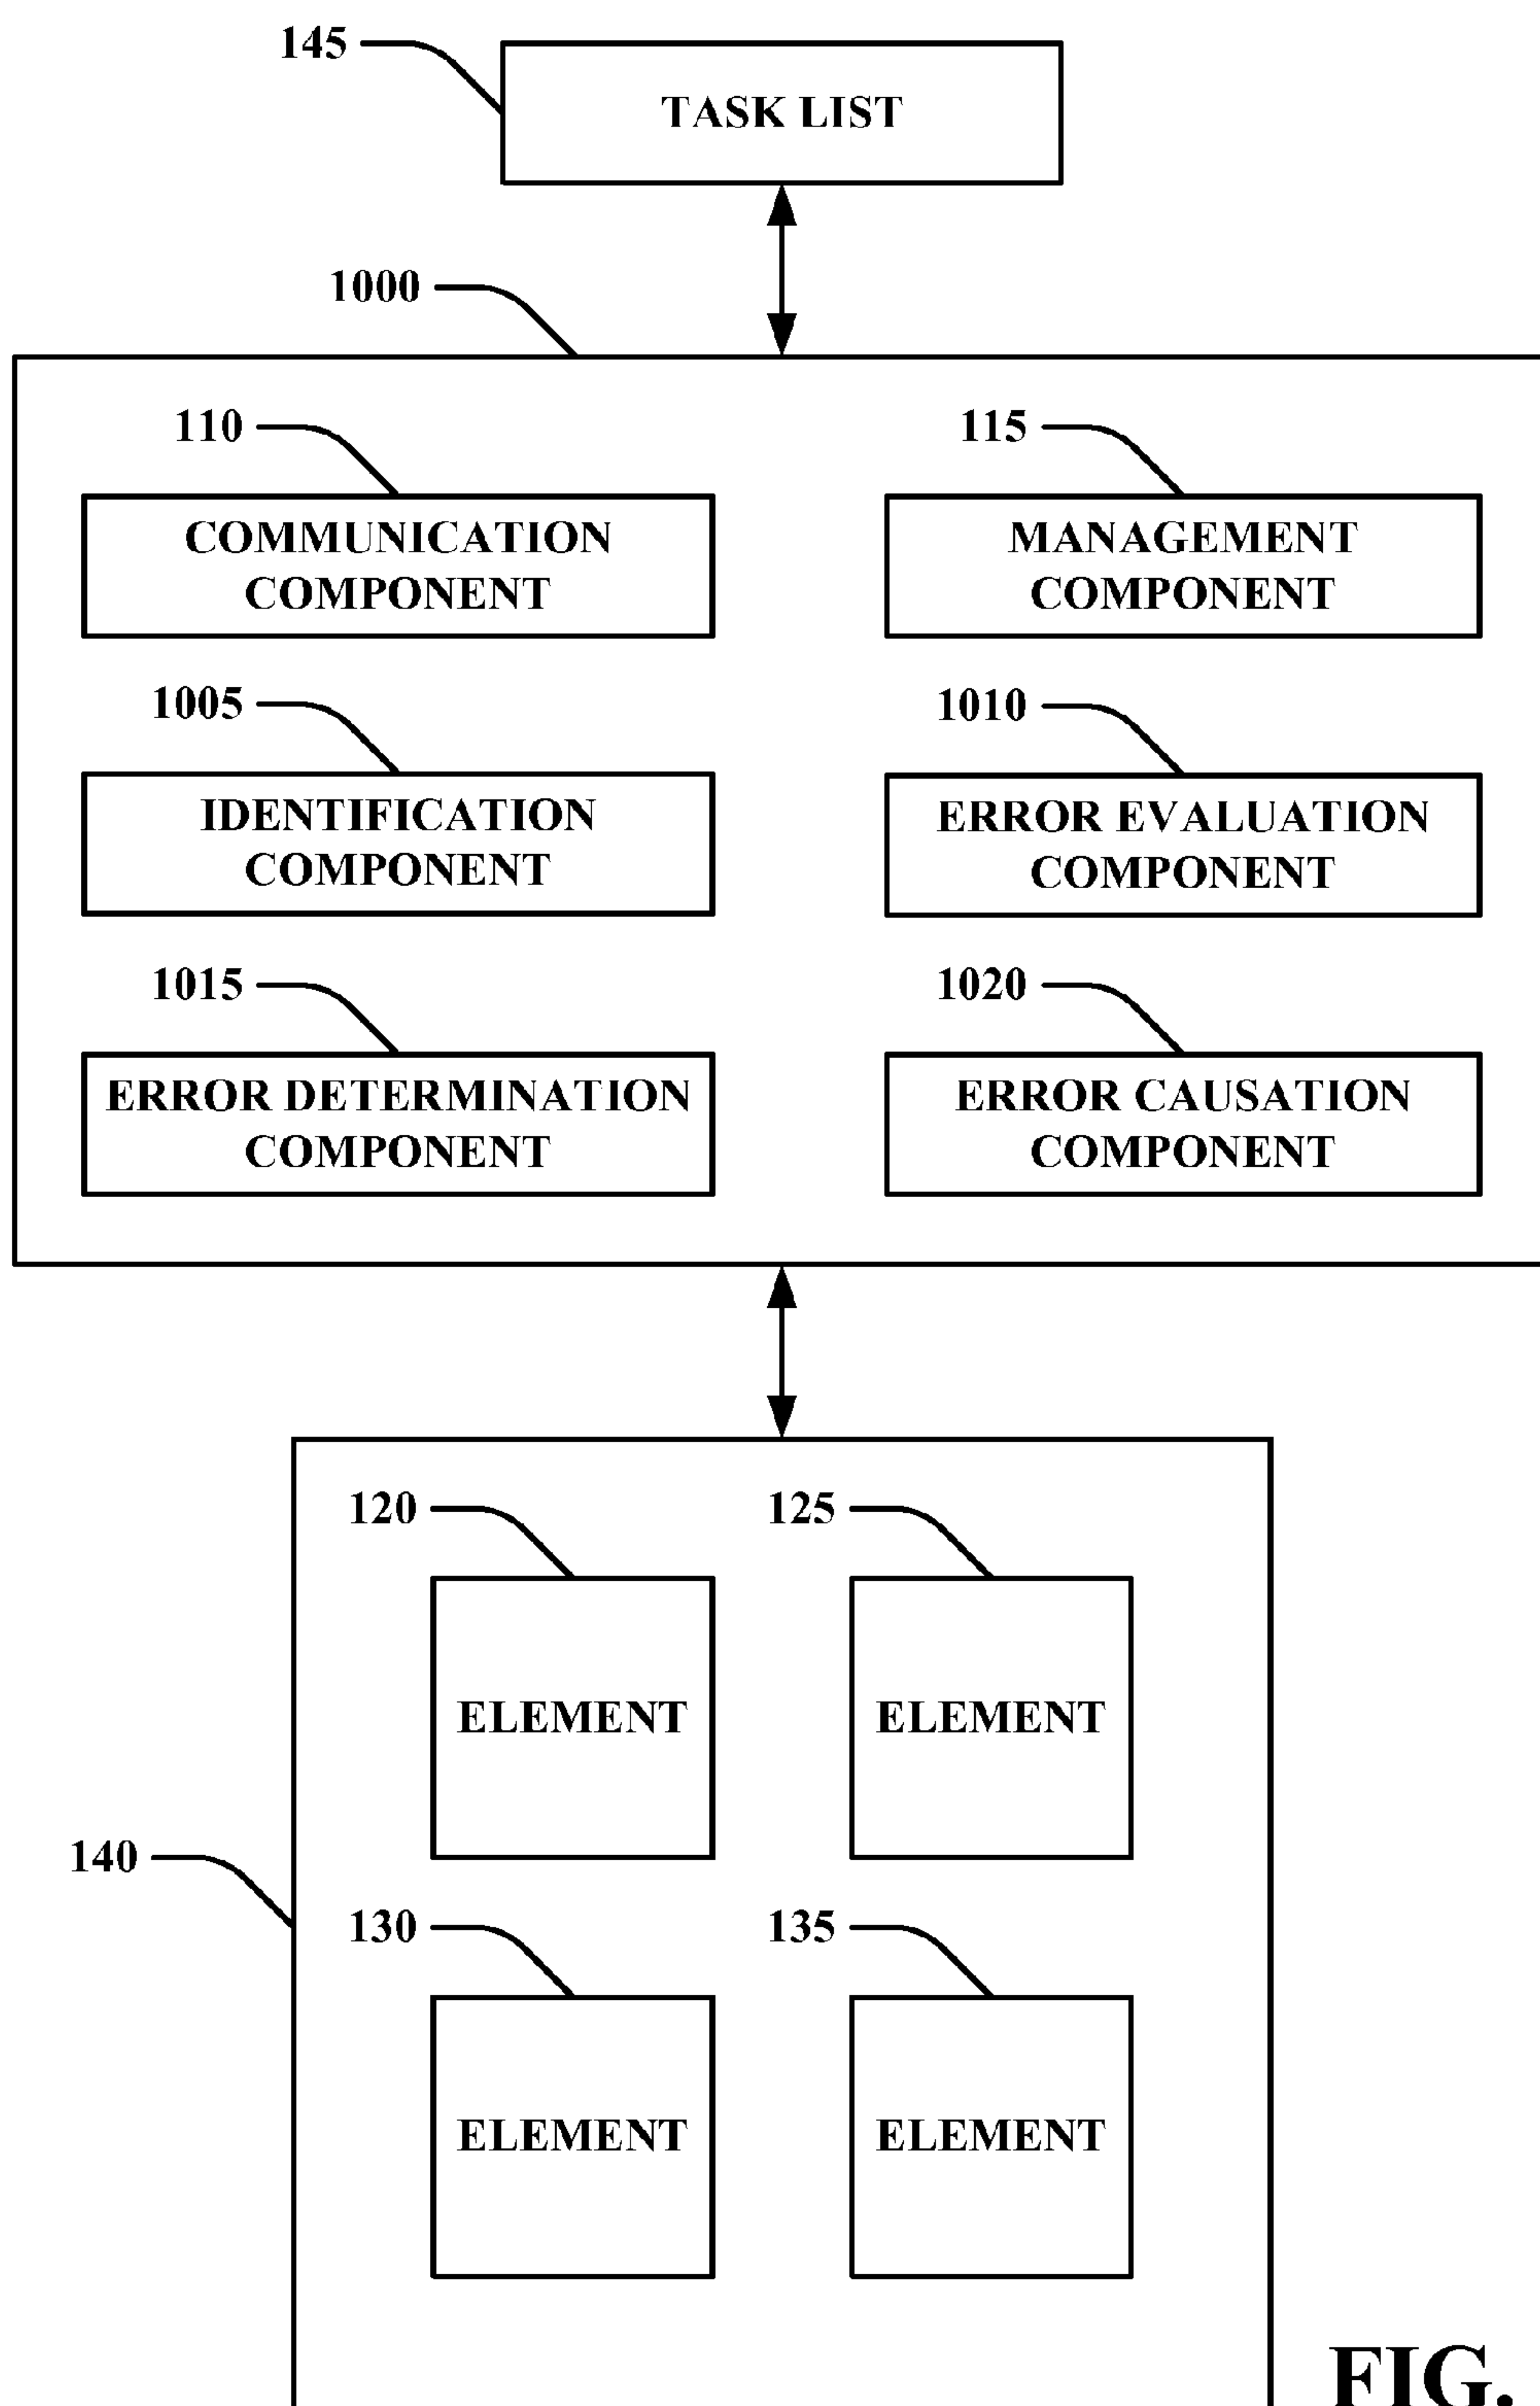 145
TASK LIST
1000
110
115
COMMUNICATION
COMPONENT
MANAGEMENT
COMPONENT
1005
1010
IDENTIFICATION
COMPONENT
ERROR EVALUATION
COMPONENT
1015
1020
ERROR DETERMINATION
COMPONENT
ERROR CAUSATION
COMPONENT
120
125
ELEMENT
ELEMENT
140
130
135
ELEMENT
ELEMENT
FIG.